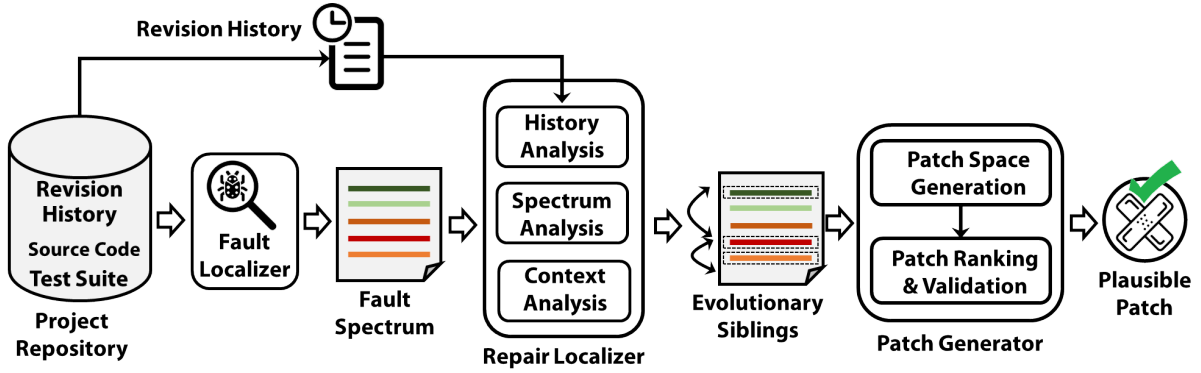 Revision History
Revision
History
Source Code
Test Suite
Project
Repository
Fault
Localizer
Fault
Spectrum
History
Analysis
Spectrum
Analysis
Context
Analysis
Repair Localizer
Evolutionary
Siblings
Patch Space
Generation
Patch Ranking
& Validation
Patch Generator
Plausible
Patch